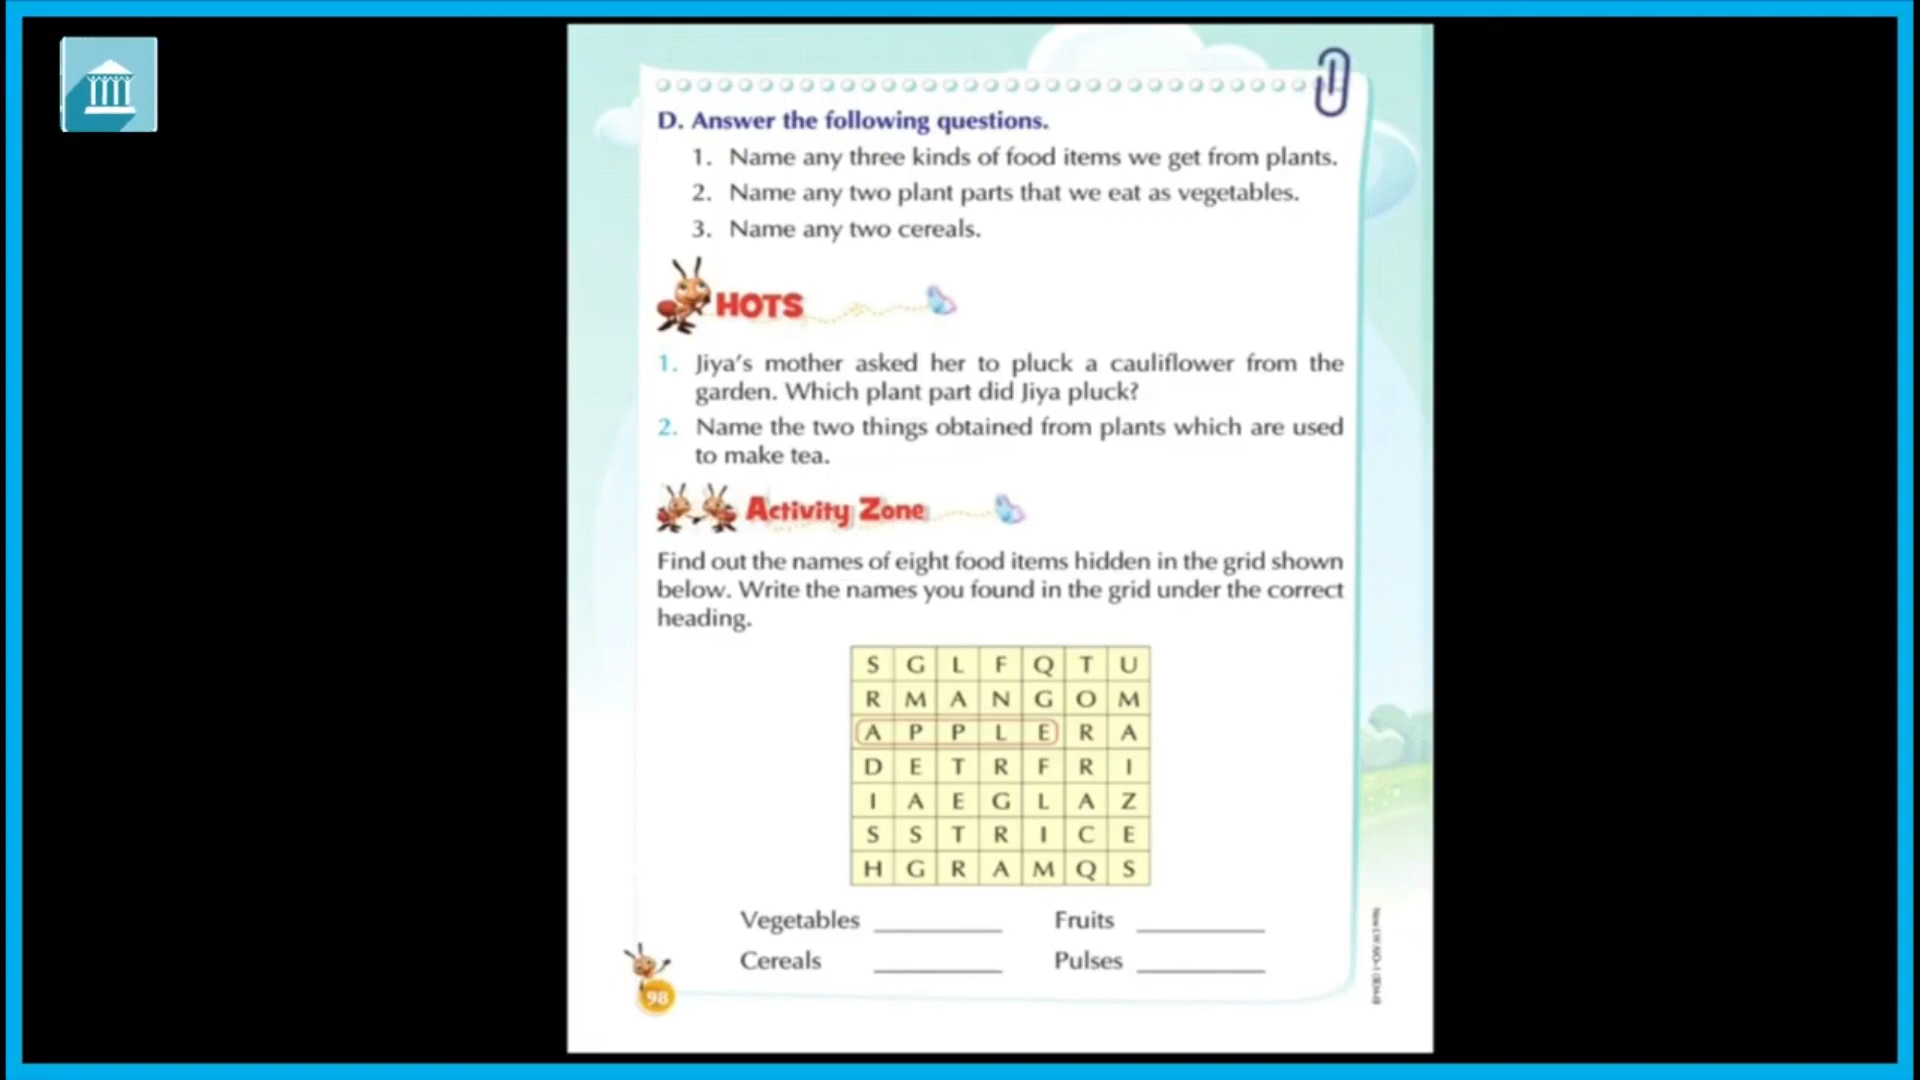 D. Answer the following questions.
1. Name any three kinds of food items we get from plants.
2. Name any two plant parts that we eat as vegetables.
3. Name any two cereals.
HOTS
1. Jiya's mother asked her to pluck a cauliflower from the
garden. Which plant part did Jiya pluck?
2. Name the two things obtained from plants which are used
to make tea.
Activity Zone
Find out the names of eight food items hidden in the grid shown
below. Write the names you found in the grid under the correct
heading.
S G L F Q T U
R M A N G O M
A P P L E R A
D E T R F R I
I A E G L A Z
S S T R I C E
H G R A M Q S
Vegetables ____________ Fruits ____________
Cereals ____________ Pulses ____________
98